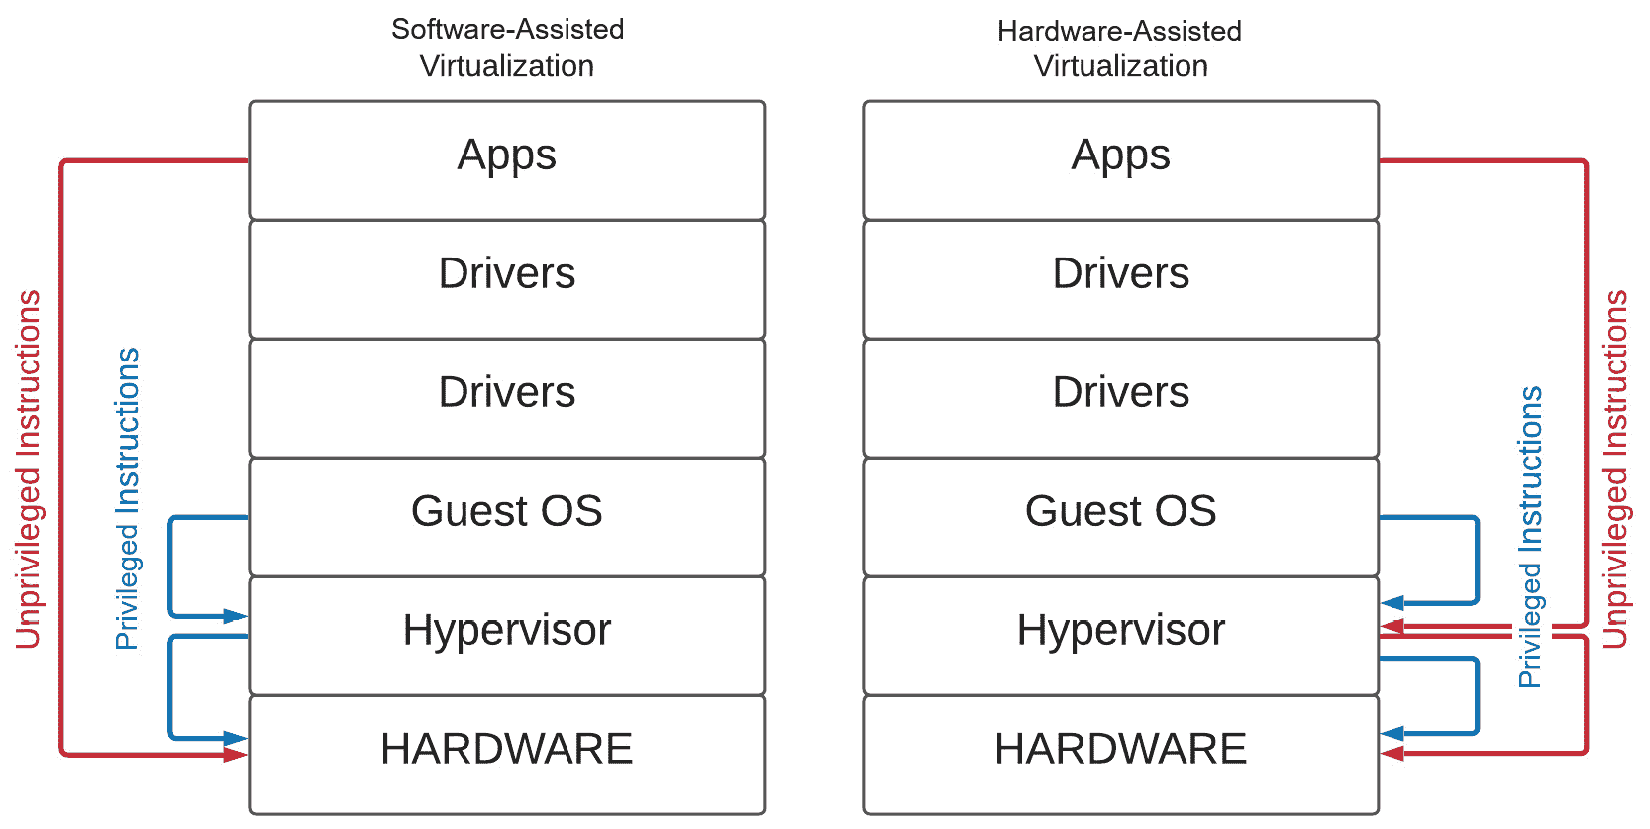 Software-Assisted
Virtualization
Apps
Drivers
Drivers
Guest OS
Hypervisor
HARDWARE
Unprivileged Instructions
Privileged Instructions
Hardware-Assisted
Virtualization
Apps
Drivers
Drivers
Guest OS
Hypervisor
HARDWARE
Privileged Instructions
Unprivileged Instructions